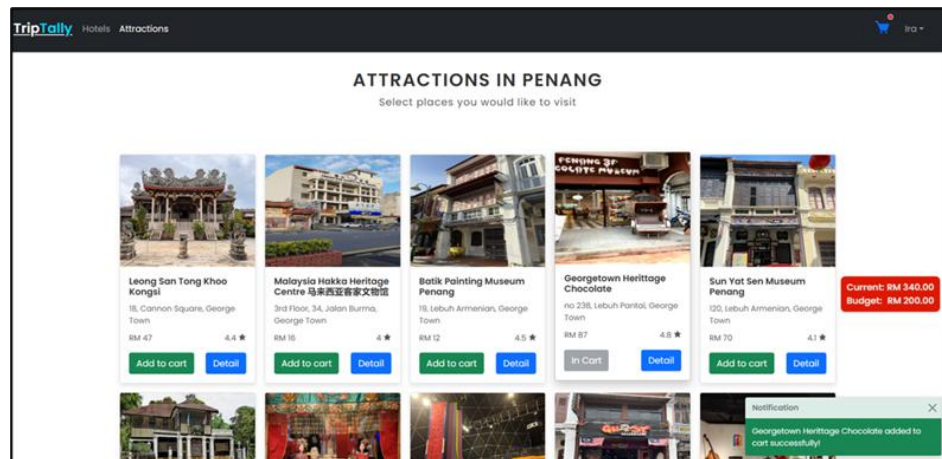 TripTally Hotels Attractions Ira
ATTRACTIONS IN PENANG
Select places you would like to visit
Leong San Tong Khoo
Kongsi
18, Cannon Square, George
Town
RM 47 4.4 ★
Add to cart Detail
Malaysia Hakka Heritage
Centre 马来西亚客家文物馆
3rd Floor, 34, Jalan Burma,
George Town
RM 16 4 ★
Add to cart Detail
Batik Painting Museum
Penang
19, Lebuh Armenian, George
Town
RM 12 4.5 ★
Add to cart Detail
Georgetown Herittage
Chocolate
no 238, Lebuh Pantai, George
Town
RM 87 4.8 ★
In Cart Detail
Sun Yat Sen Museum
Penang
120, Lebuh Armenian, George
Town
RM 70 4.1 ★
Add to cart Detail
Current: RM 340.00
Budget: RM 200.00
Notification
Georgetown Herittage Chocolate added to
cart successfully!